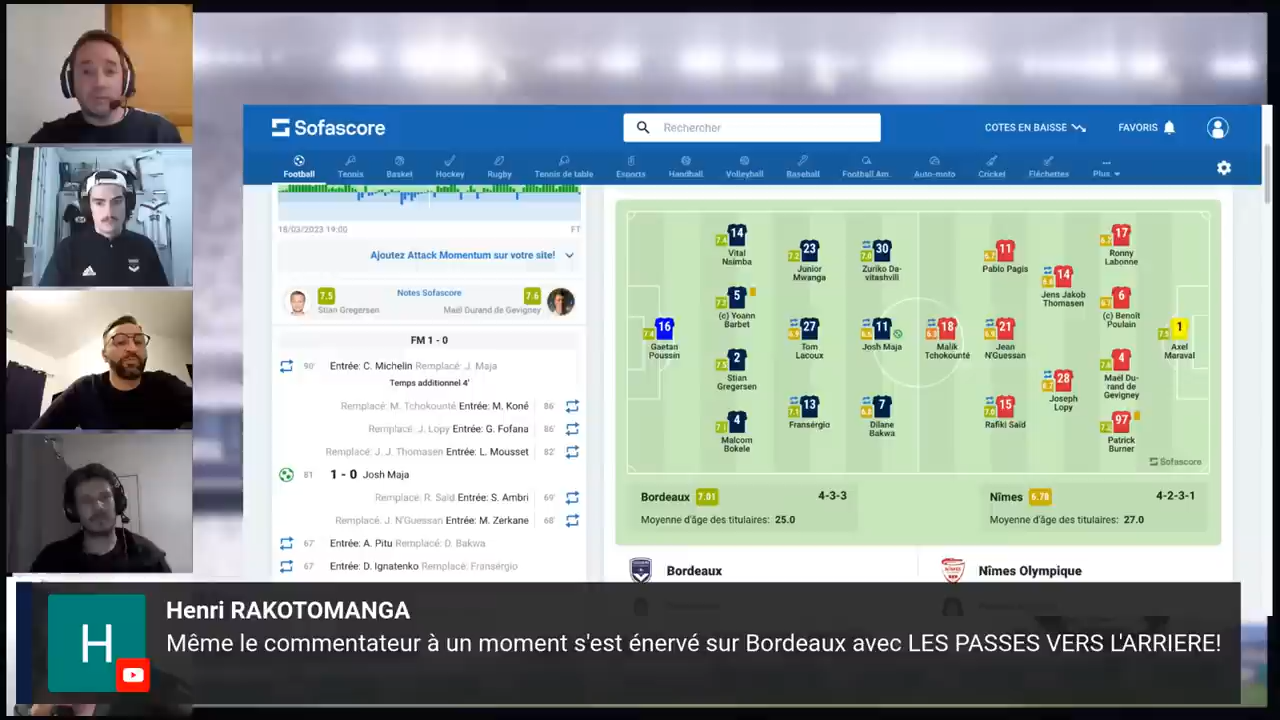 Sofascore
Rechercher
COTES EN BAISSE
FAVORIS
Football
Tennis
Basket
Hockey
Rugby
Tennis de table
Esports
Handball
Volleyball
Baseball
Football Am..
Auto-moto
Cricket
Fléchettes
Plus
18/03/2023 19:00
FT
Ajoutez Attack Momentum sur votre site!
7.5
Notes Sofascore
7.6
Stian Gregersen
Maël Durand de Gevigney
FM 1 - 0
90'
Entrée: C. Michelin Remplacé: J. Maja
Temps additionnel 4'
Remplacé: M. Tchokounté Entrée: M. Koné
86'
Remplacé: J. Lopy Entrée: G. Fofana
86'
Remplacé: J. J. Thomasen Entrée: L. Mousset
82'
81
1 - 0 Josh Maja
Remplacé: R. Saïd Entrée: S. Ambri
69'
Remplacé: J. N'Guessan Entrée: M. Zerkane
68'
67'
Entrée: A. Pitu Remplacé: D. Bakwa
67'
Entrée: D. Ignatenko Remplacé: Fransérgio
16
Gaetan
Poussin
14
Vital
Nsimba
5
(c) Yoann
Barbet
2
Stian
Gregersen
4
Malcom
Bokele
23
Junior
Mwanga
27
Tom
Lacoux
13
Fransérgio
30
Zuriko Da-
vitashvili
11
Josh Maja
7
Dilane
Bakwa
18
Malik
Tchokounté
11
Pablo Pagis
21
Jean
N'Guessan
15
Rafiki Saïd
14
Jens Jakob
Thomasen
28
Joseph
Lopy
17
Ronny
Labonne
6
(c) Benoît
Poulain
4
Maël Du-
rand de
Gevigney
97
Patrick
Burner
1
Axel
Maraval
Sofascore
Bordeaux 7.01
4-3-3
Moyenne d'âge des titulaires: 25.0
Nîmes 6.78
4-2-3-1
Moyenne d'âge des titulaires: 27.0
Bordeaux
Nîmes Olympique
H
Henri RAKOTOMANGA
Même le commentateur à un moment s'est énervé sur Bordeaux avec LES PASSES VERS L'ARRIERE!